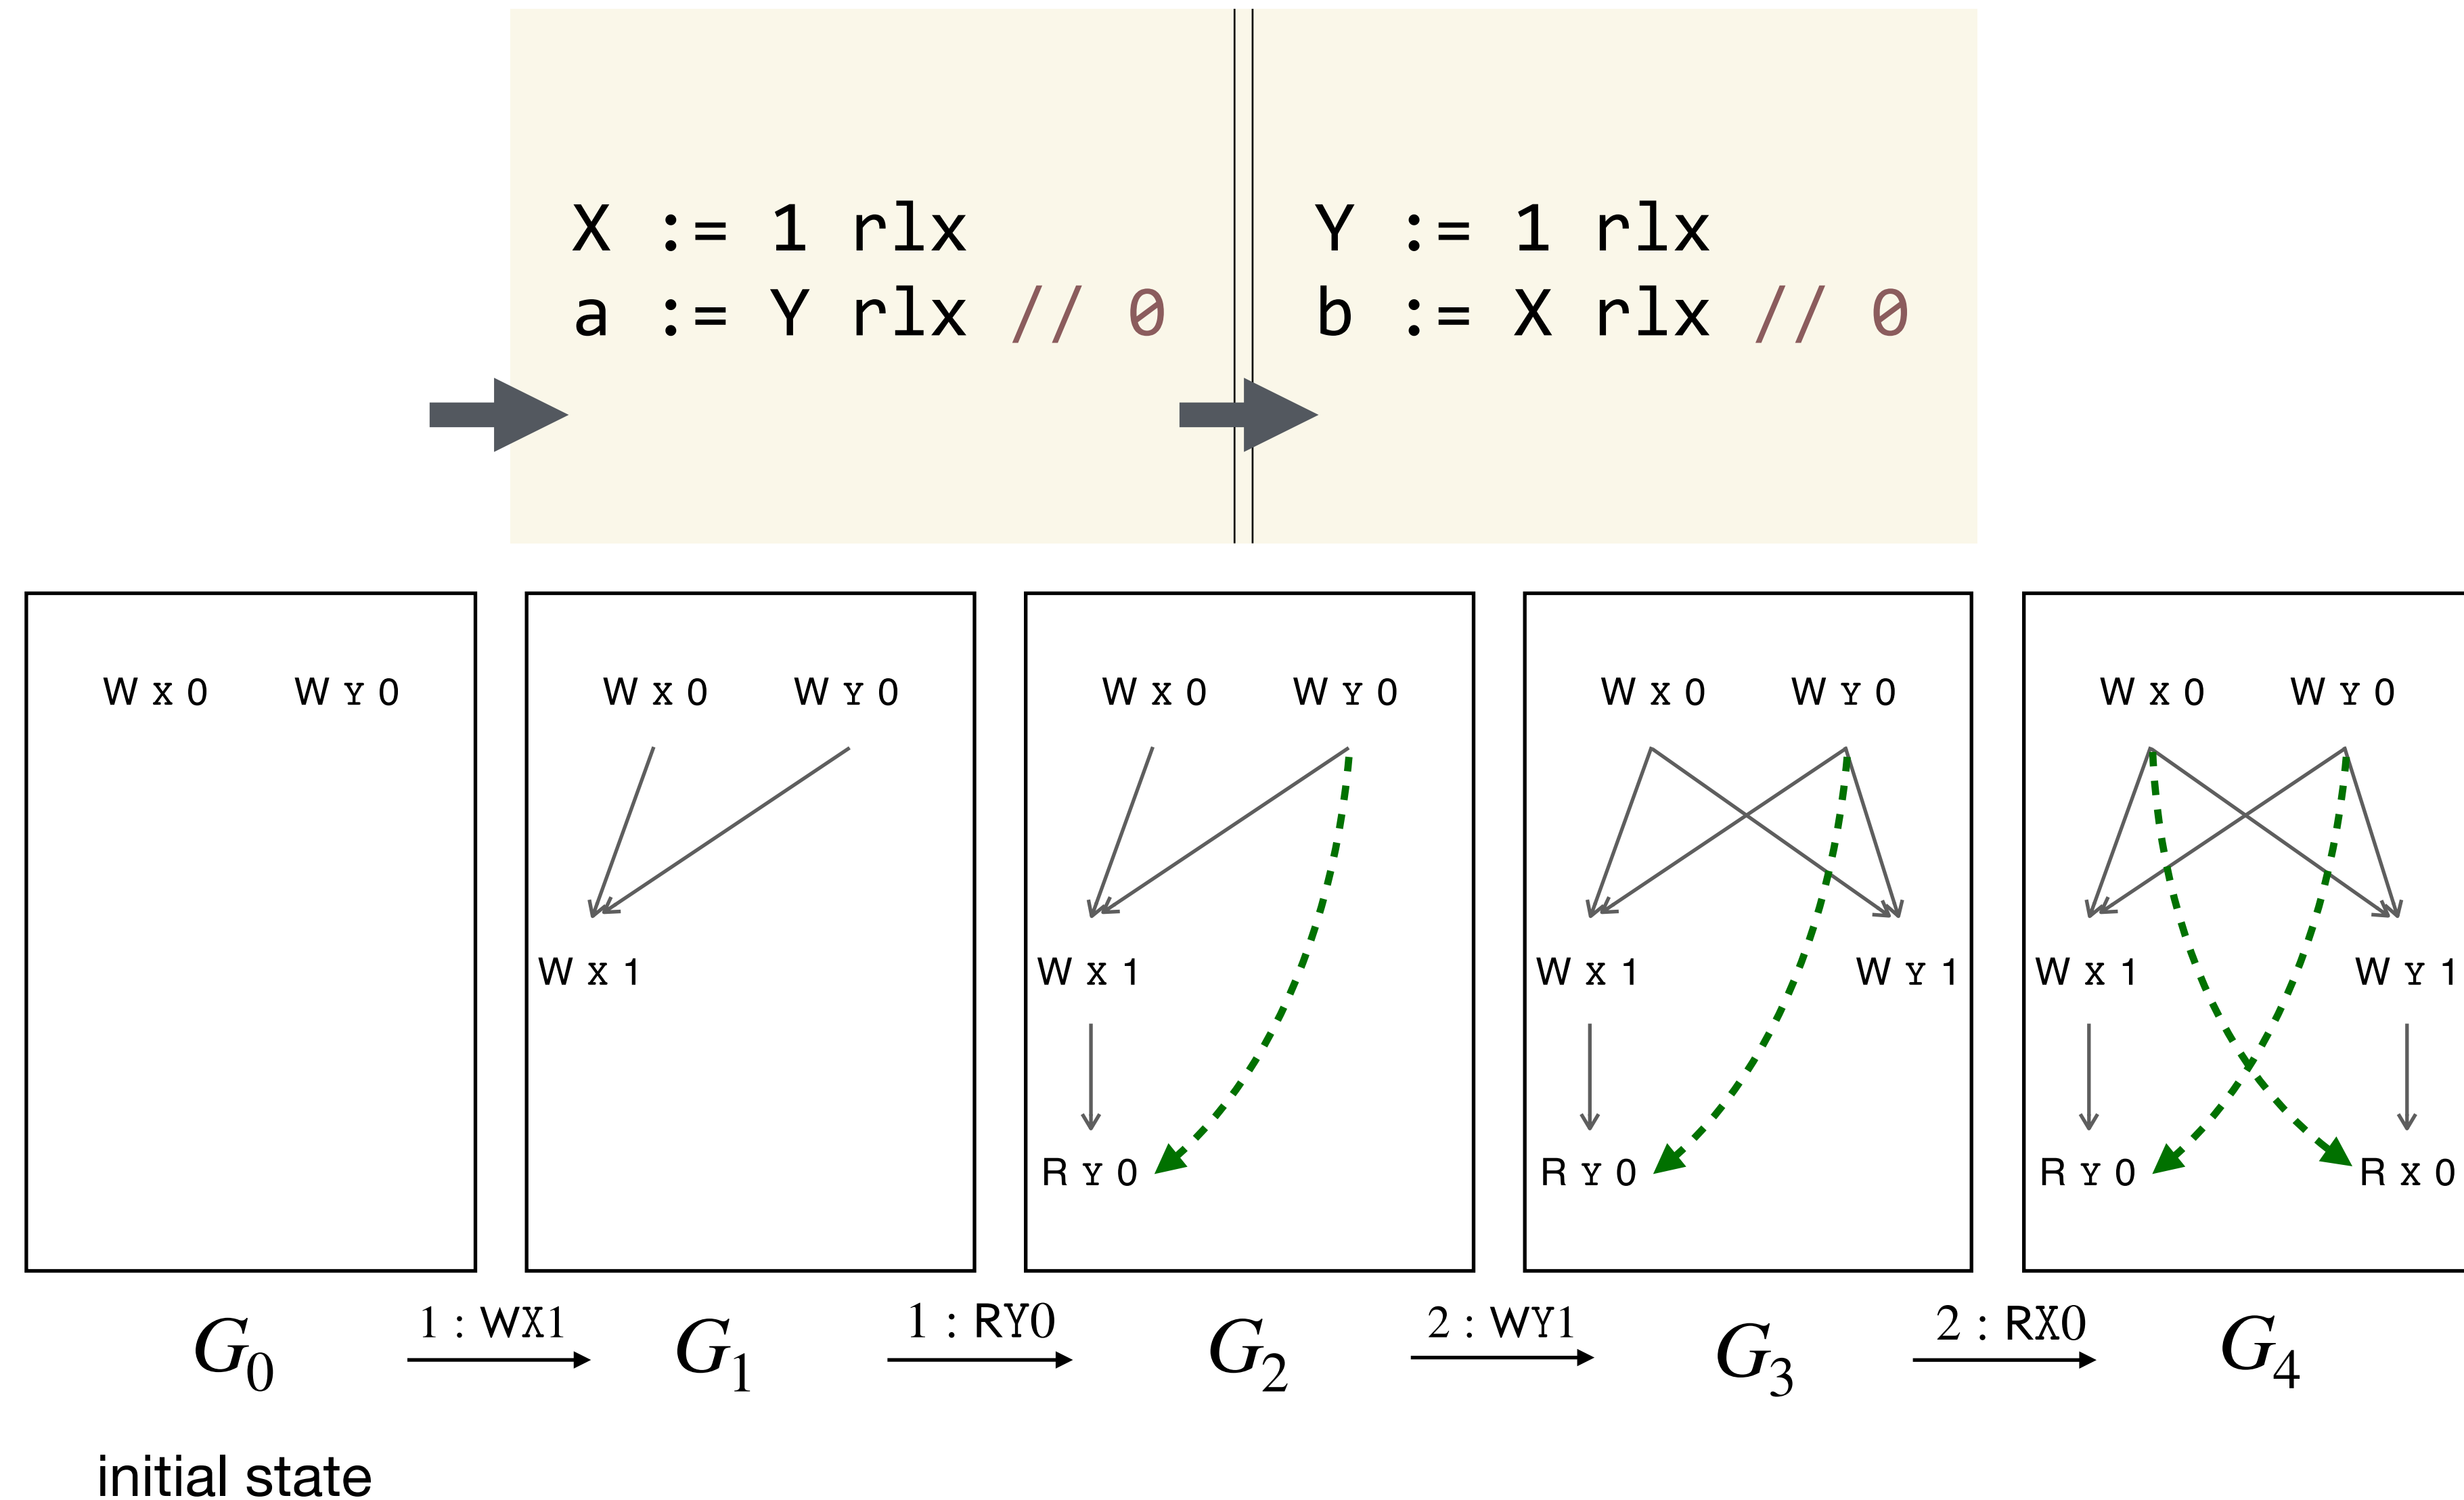 X := 1 rlx
a := Y rlx // 0
Y := 1 rlx
b := X rlx // 0
W X 0 W Y 0
W X 1
W X 0 W Y 0
W X 1
R Y 0
W X 0 W Y 0
W X 1 W Y 1
R Y 0
W X 0 W Y 0
W X 1 W Y 1
R Y 0 R X 0
W X 0 W Y 0
G0 1 : WX1 G1 1 : RY0 G2 2 : WY1 G3 2 : RX0 G4
initial state